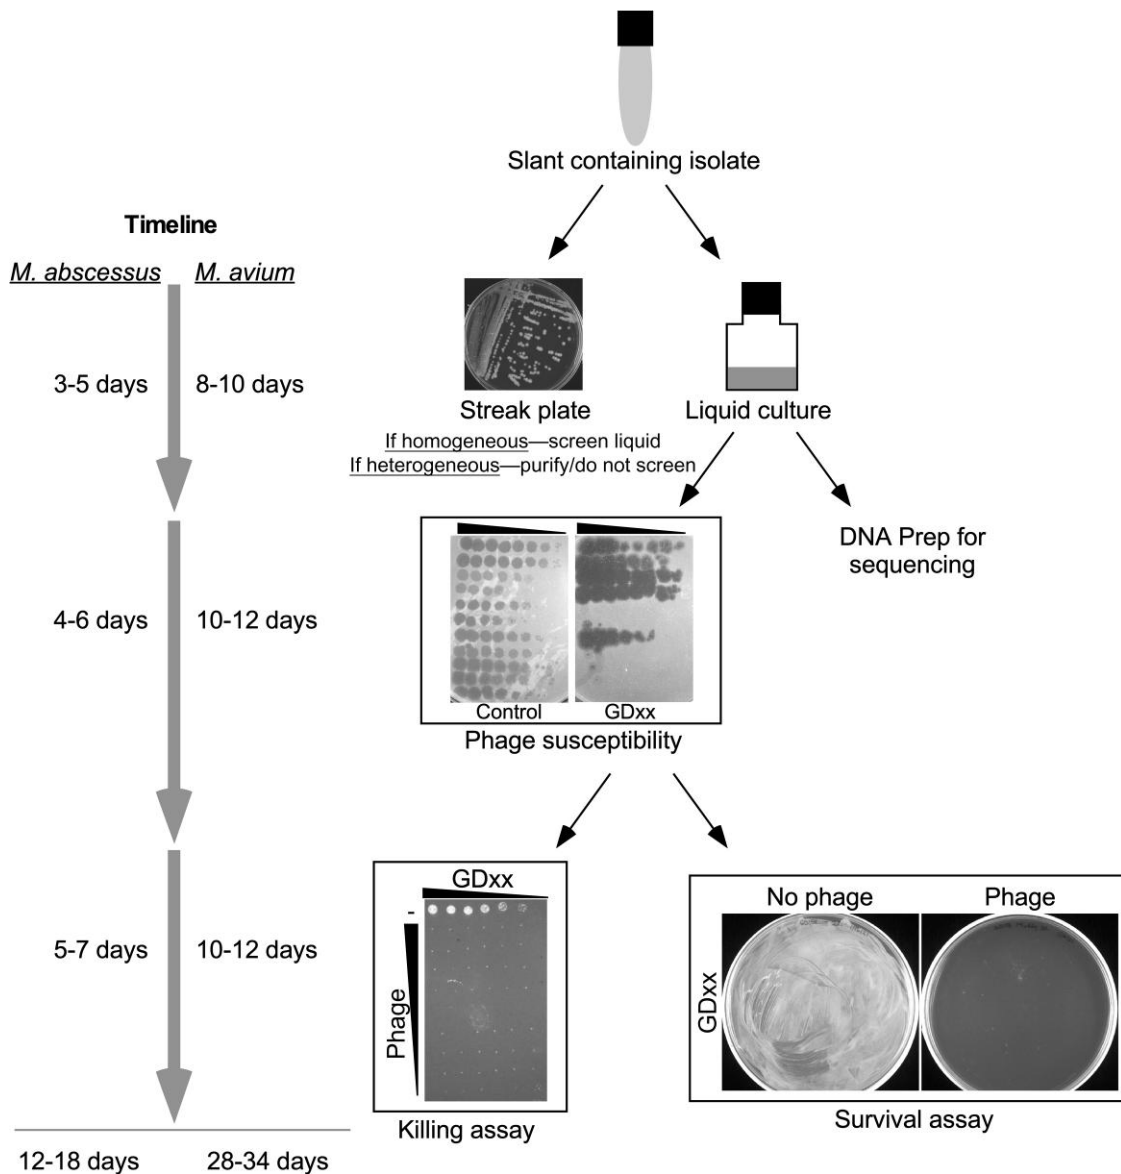 Slant containing isolate
Timeline
M. abscessus M. avium
3-5 days 8-10 days
Streak plate
Liquid culture
If homogeneous—screen liquid
If heterogeneous—purify/do not screen
DNA Prep for
sequencing
4-6 days 10-12 days
Control GDxx
Phage susceptibility
5-7 days 10-12 days
GDxx
-
Phage
Killing assay
No phage Phage
GDxx
Survival assay
12-18 days 28-34 days